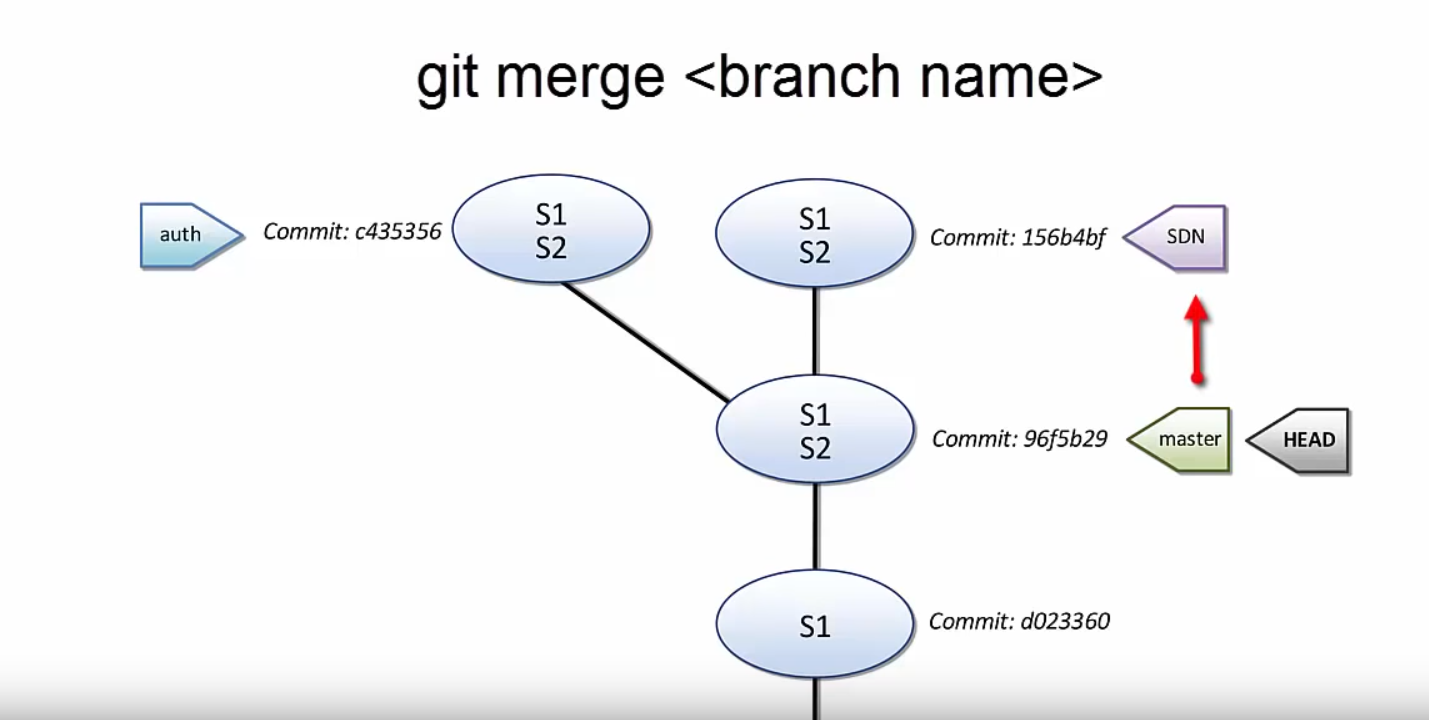 git merge <branch name>
auth
Commit: c435356
S1
S2
S1
S2
Commit: 156b4bf
SDN
S1
S2
Commit: 96f5b29
master
HEAD
S1
Commit: d023360